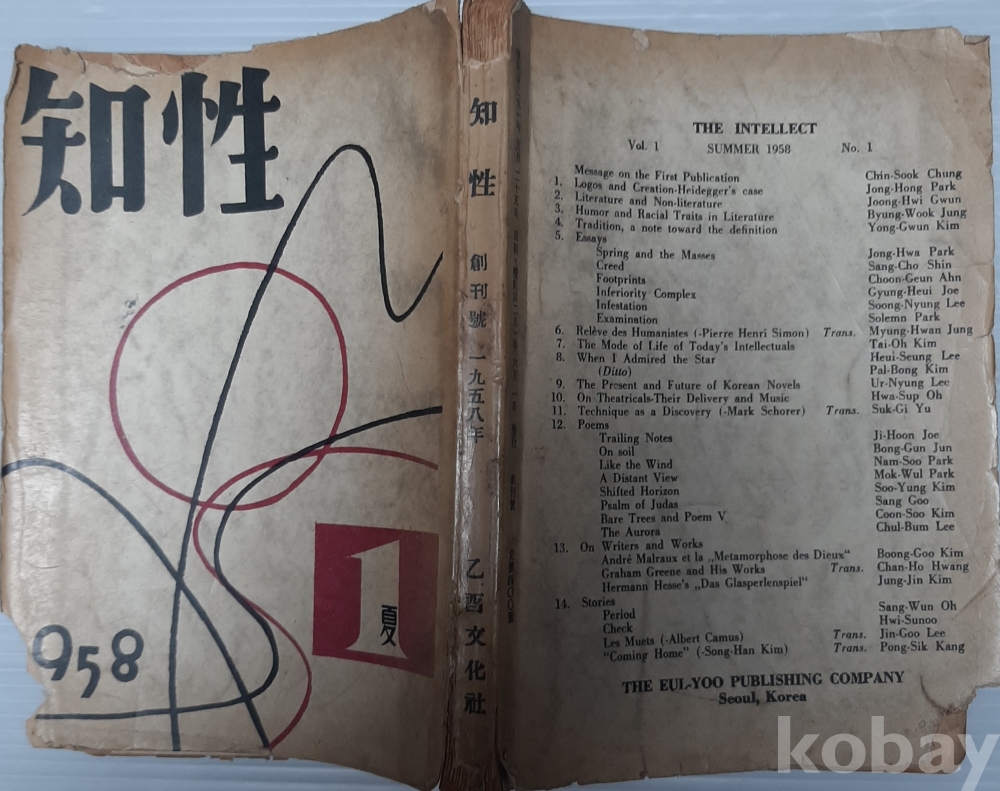 知性
1
夏
958
知性 創刊號 一九五八年 乙酉文化社
THE INTELLECT
Vol. 1 SUMMER 1958 No. 1
Message on the First Publication Chin-Sook Chung
1. Logos and Creation-Heidegger's case Jong-Hong Park
2. Literature and Non-literature Joong-Hwi Gwun
3. Humor and Racial Traits in Literature Byung-Wook Jung
4. Tradition, a note toward the definition Yong-Gwun Kim
5. Essays
Spring and the Masses Jong-Hwa Park
Creed Sang-Cho Shin
Footprints Choon-Geun Ahn
Inferiority Complex Gyung-Heui Joe
Infestation Soong-Nyung Lee
Examination Solemn Park
6. Relève des Humanistes (-Pierre Henri Simon) Trans. Myung-Hwan Jung
7. The Mode of Life of Today's Intellectuals Tai-Oh Kim
8. When I Admired the Star Heui-Seung Lee
(Ditto) Pal-Bong Kim
9. The Present and Future of Korean Novels Ur-Nyung Lee
10. On Theatricals-Their Delivery and Music Hwa-Sup Oh
11. Technique as a Discovery (-Mark Schorer) Trans. Suk-Gi Yu
12. Poems
Trailing Notes Ji-Hoon Joe
On soil Bong-Gun Jun
Like the Wind Nam-Soo Park
A Distant View Mok-Wul Park
Shifted Horizon Soo-Yung Kim
Psalm of Judas Sang Goo
Bare Trees and Poem V Coon-Soo Kim
The Aurora Chul-Bum Lee
13. On Writers and Works
André Malraux et la „Metamorphose des Dieux“ Boong-Goo Kim
Graham Greene and His Works Trans. Chan-Ho Hwang
Hermann Hesse's „Das Glasperlenspiel“ Jung-Jin Kim
14. Stories
Period Sang-Wun Oh
Check Hwi-Sunoo
Les Muets (-Albert Camus) Trans. Jin-Goo Lee
"Coming Home" (-Song-Han Kim) Trans. Pong-Sik Kang
THE EUL-YOO PUBLISHING COMPANY
Seoul, Korea
kobay